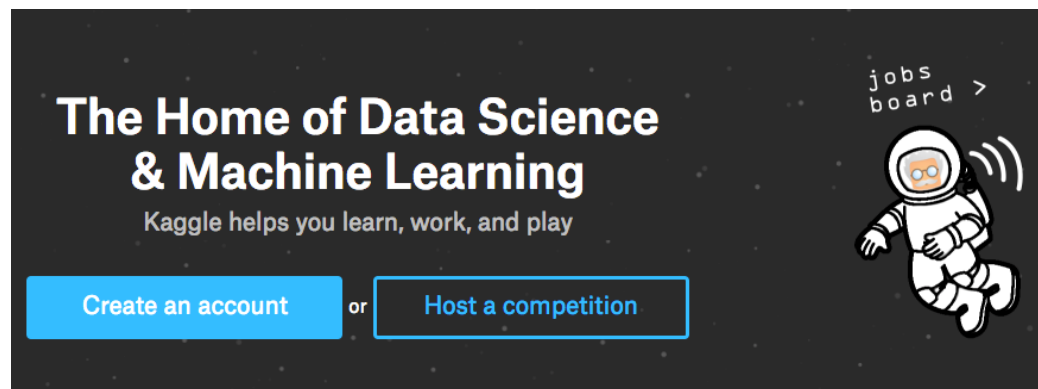 The Home of Data Science
& Machine Learning
Kaggle helps you learn, work, and play
Create an account or Host a competition
jobs
board >